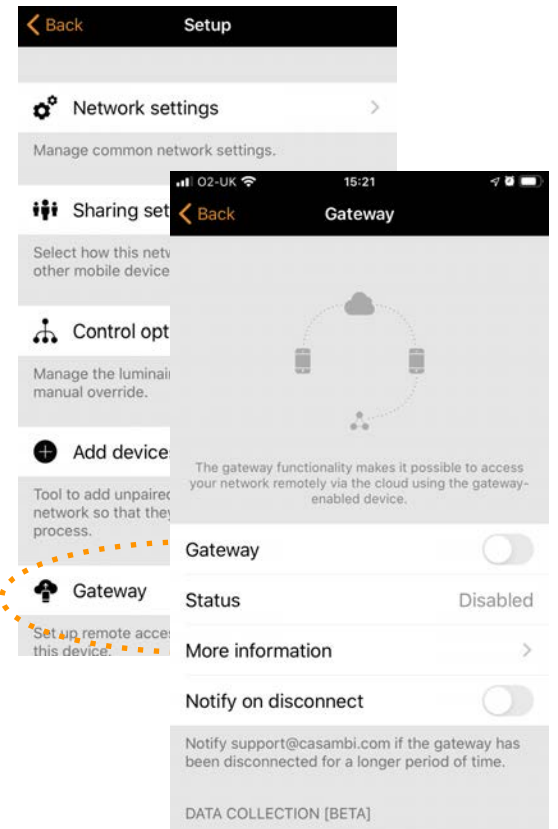 Back Setup
Network settings
Manage common network settings.
Sharing set
Select how this netw
other mobile device
Control opt
Manage the luminai
manual override.
Add device
Tool to add unpaired
network so that they
process.
Gateway
Set up remote acce
this device.
O2-UK 15:21
Back Gateway
The gateway functionality makes it possible to access
your network remotely via the cloud using the gateway-
enabled device.
Gateway
Status Disabled
More information
Notify on disconnect
Notify support@casambi.com if the gateway has
been disconnected for a longer period of time.
DATA COLLECTION [BETA]